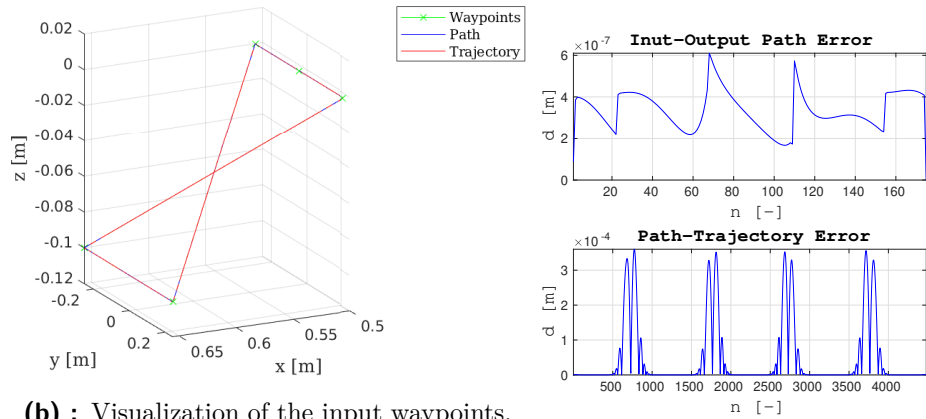 Waypoints
Path
Trajectory
0.02
0
-0.02
-0.04
-0.06
-0.08
-0.1
-0.12
z [m]
-0.2
0
0.2
y [m]
0.65
0.6
0.55
0.5
x [m]
Inut-Output Path Error
×10⁻⁷
6
4
2
0
d [m]
0 20 40 60 80 100 120 140 160
n [-]
Path-Trajectory Error
×10⁻⁴
3
2
1
0
d [m]
500 1000 1500 2000 2500 3000 3500 4000
n [-]
(b) : Visualization of the input waypoints,